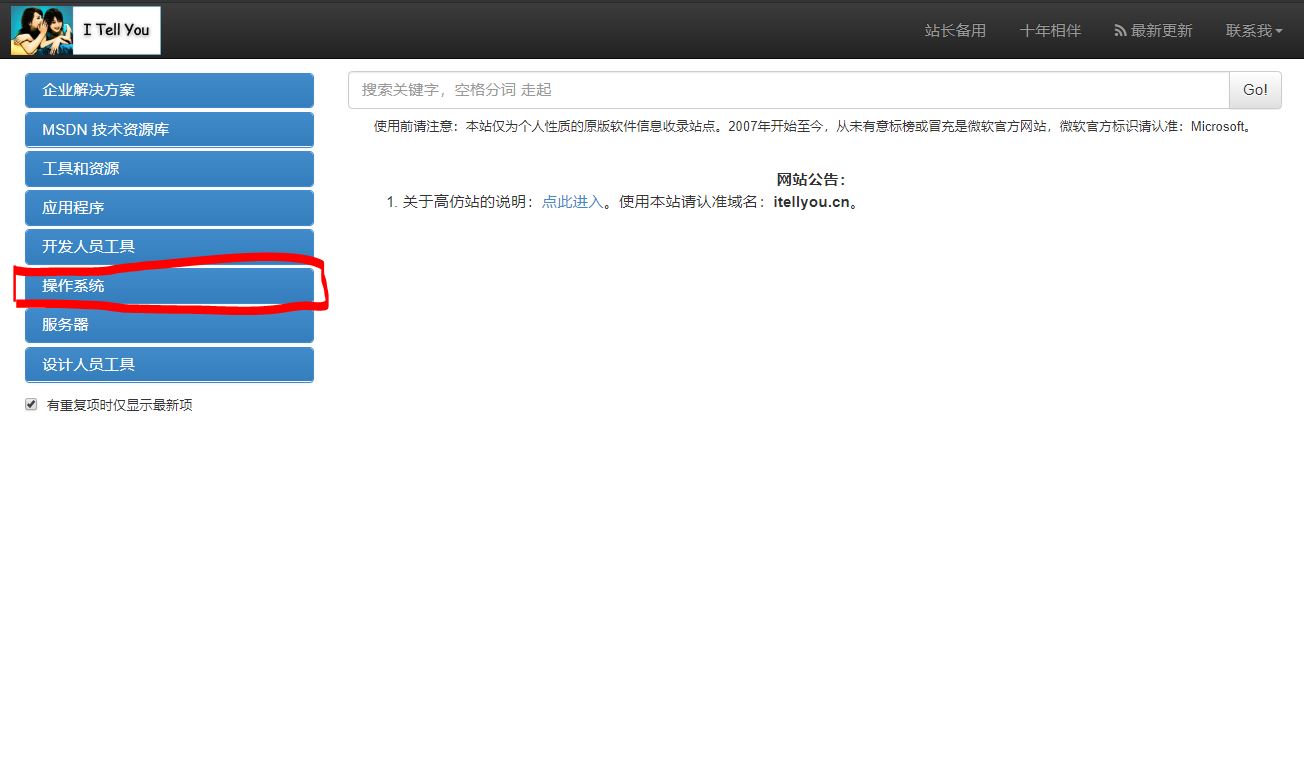 I Tell You
站长备用 十年相伴 最新更新 联系我
企业解决方案
MSDN 技术资源库
工具和资源
应用程序
开发人员工具
操作系统
服务器
设计人员工具
有重复项时仅显示最新项
搜索关键字，空格分词 走起 Go!
使用前请注意：本站仅为个人性质的原版软件信息收录站点。2007年开始至今，从未有意标榜或冒充是微软官方网站，微软官方标识请认准：Microsoft。
网站公告：
1. 关于高仿站的说明：点此进入。使用本站请认准域名：itellyou.cn。